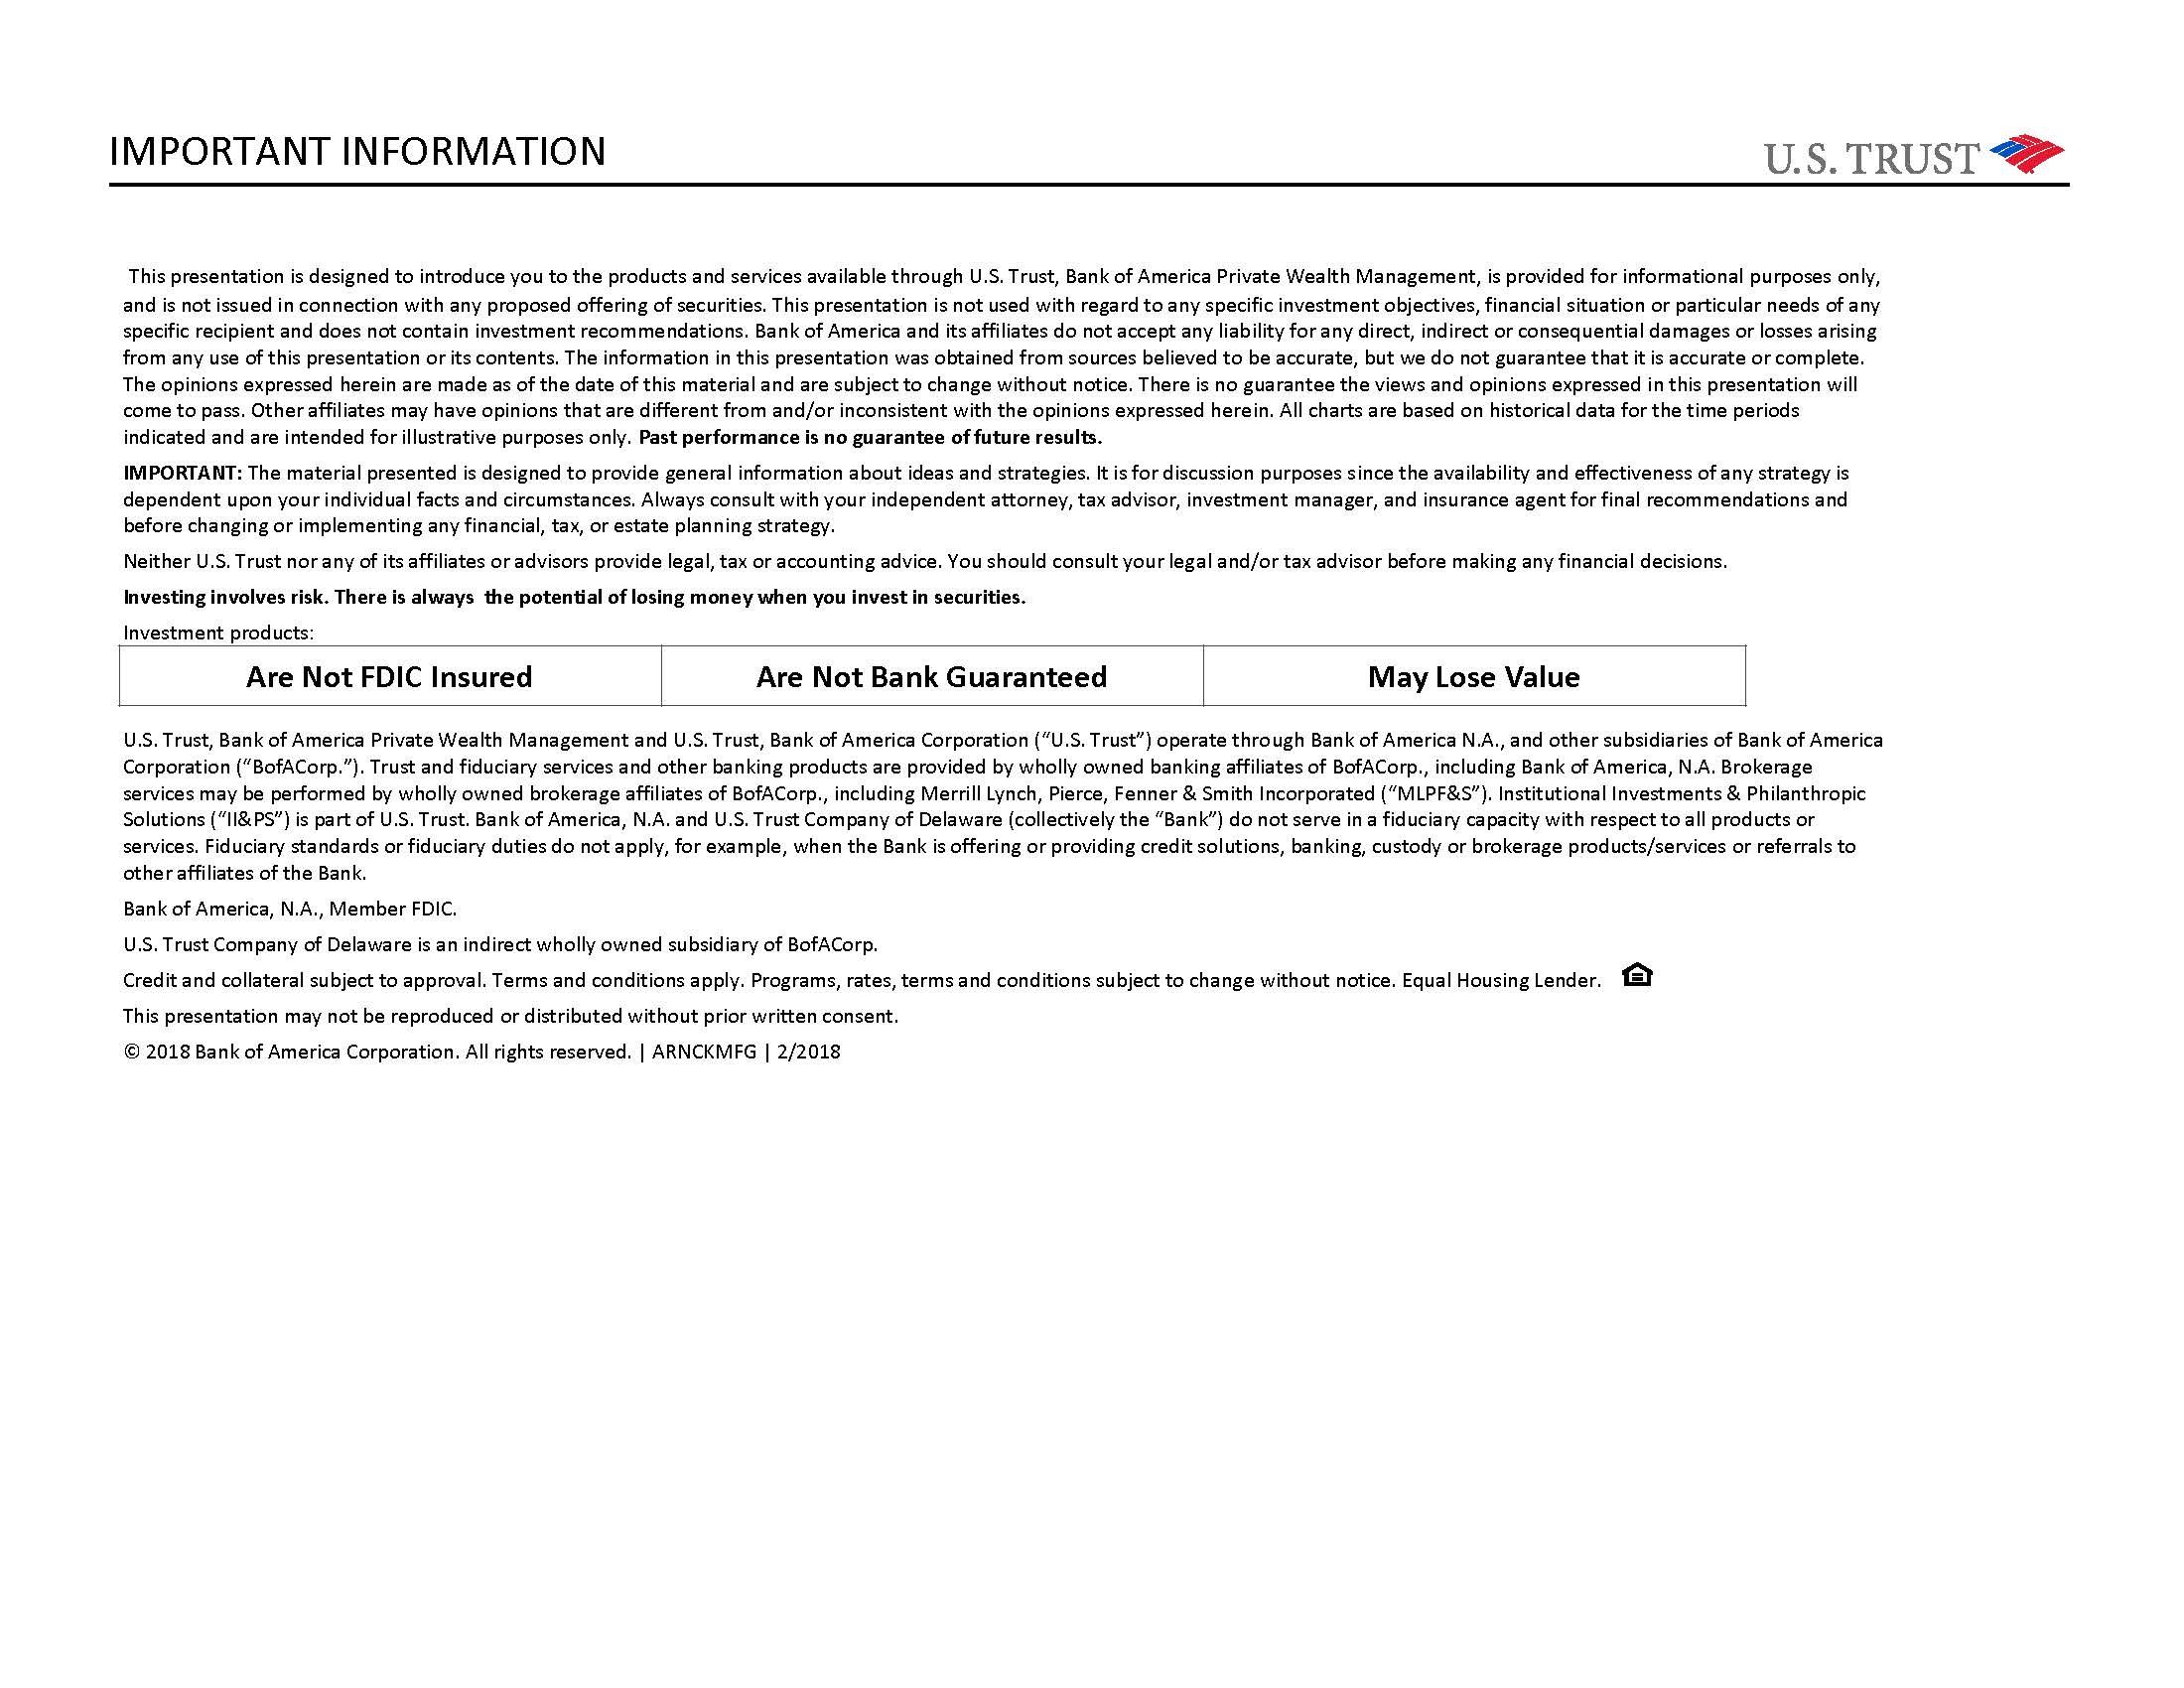 IMPORTANT INFORMATION
U.S. TRUST
This presentation is designed to introduce you to the products and services available through U.S. Trust, Bank of America Private Wealth Management, is provided for informational purposes only,
and is not issued in connection with any proposed offering of securities. This presentation is not used with regard to any specific investment objectives, financial situation or particular needs of any
specific recipient and does not contain investment recommendations. Bank of America and its affiliates do not accept any liability for any direct, indirect or consequential damages or losses arising
from any use of this presentation or its contents. The information in this presentation was obtained from sources believed to be accurate, but we do not guarantee that it is accurate or complete.
The opinions expressed herein are made as of the date of this material and are subject to change without notice. There is no guarantee the views and opinions expressed in this presentation will
come to pass. Other affiliates may have opinions that are different from and/or inconsistent with the opinions expressed herein. All charts are based on historical data for the time periods
indicated and are intended for illustrative purposes only. Past performance is no guarantee of future results.
IMPORTANT: The material presented is designed to provide general information about ideas and strategies. It is for discussion purposes since the availability and effectiveness of any strategy is
dependent upon your individual facts and circumstances. Always consult with your independent attorney, tax advisor, investment manager, and insurance agent for final recommendations and
before changing or implementing any financial, tax, or estate planning strategy.
Neither U.S. Trust nor any of its affiliates or advisors provide legal, tax or accounting advice. You should consult your legal and/or tax advisor before making any financial decisions.
Investing involves risk. There is always the potential of losing money when you invest in securities.
Investment products:
Are Not FDIC Insured Are Not Bank Guaranteed May Lose Value
U.S. Trust, Bank of America Private Wealth Management and U.S. Trust, Bank of America Corporation (“U.S. Trust”) operate through Bank of America N.A., and other subsidiaries of Bank of America
Corporation (“BofACorp.”). Trust and fiduciary services and other banking products are provided by wholly owned banking affiliates of BofACorp., including Bank of America, N.A. Brokerage
services may be performed by wholly owned brokerage affiliates of BofACorp., including Merrill Lynch, Pierce, Fenner & Smith Incorporated (“MLPF&S”). Institutional Investments & Philanthropic
Solutions (“II&PS”) is part of U.S. Trust. Bank of America, N.A. and U.S. Trust Company of Delaware (collectively the “Bank”) do not serve in a fiduciary capacity with respect to all products or
services. Fiduciary standards or fiduciary duties do not apply, for example, when the Bank is offering or providing credit solutions, banking, custody or brokerage products/services or referrals to
other affiliates of the Bank.
Bank of America, N.A., Member FDIC.
U.S. Trust Company of Delaware is an indirect wholly owned subsidiary of BofACorp.
Credit and collateral subject to approval. Terms and conditions apply. Programs, rates, terms and conditions subject to change without notice. Equal Housing Lender.
This presentation may not be reproduced or distributed without prior written consent.
© 2018 Bank of America Corporation. All rights reserved. | ARNCKMFG | 2/2018